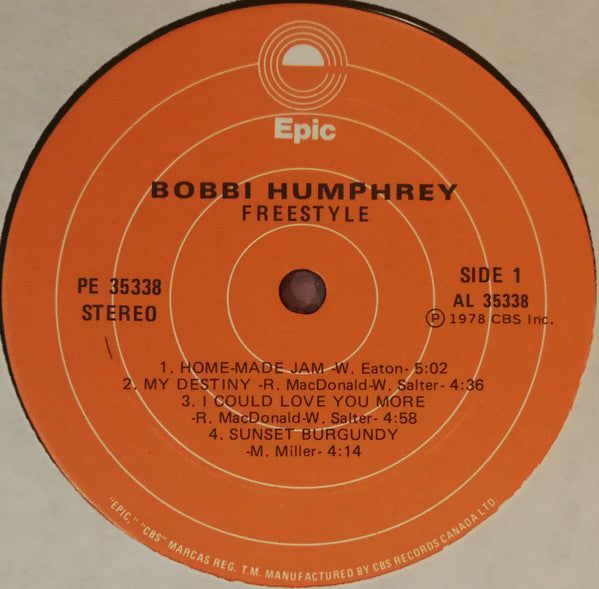 Epic
BOBBI HUMPHREY
FREESTYLE
PE 35338
STEREO
SIDE 1
AL 35338
Ⓟ 1978 CBS Inc.
1. HOME-MADE JAM -W. Eaton- 5:02
2. MY DESTINY -R. MacDonald-W. Salter- 4:36
3. I COULD LOVE YOU MORE
-R. MacDonald-W. Salter- 4:58
4. SUNSET BURGUNDY
-M. Miller- 4:14
"EPIC," "CBS" MARCAS REG. T.M. MANUFACTURED BY CBS RECORDS CANADA LTD